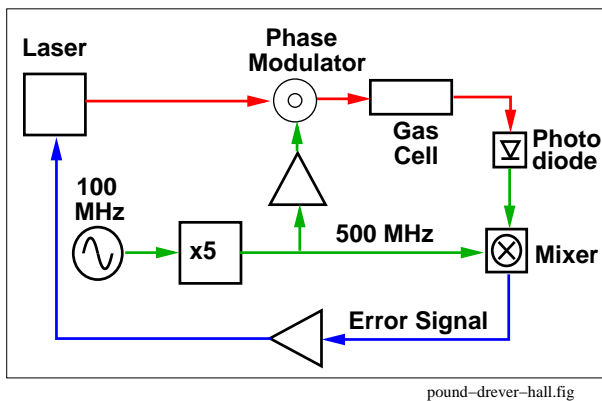 Laser
Phase
Modulator
Gas
Cell
Photo
diode
100
MHz
x5
500 MHz
Mixer
Error Signal
pound−drever−hall.fig